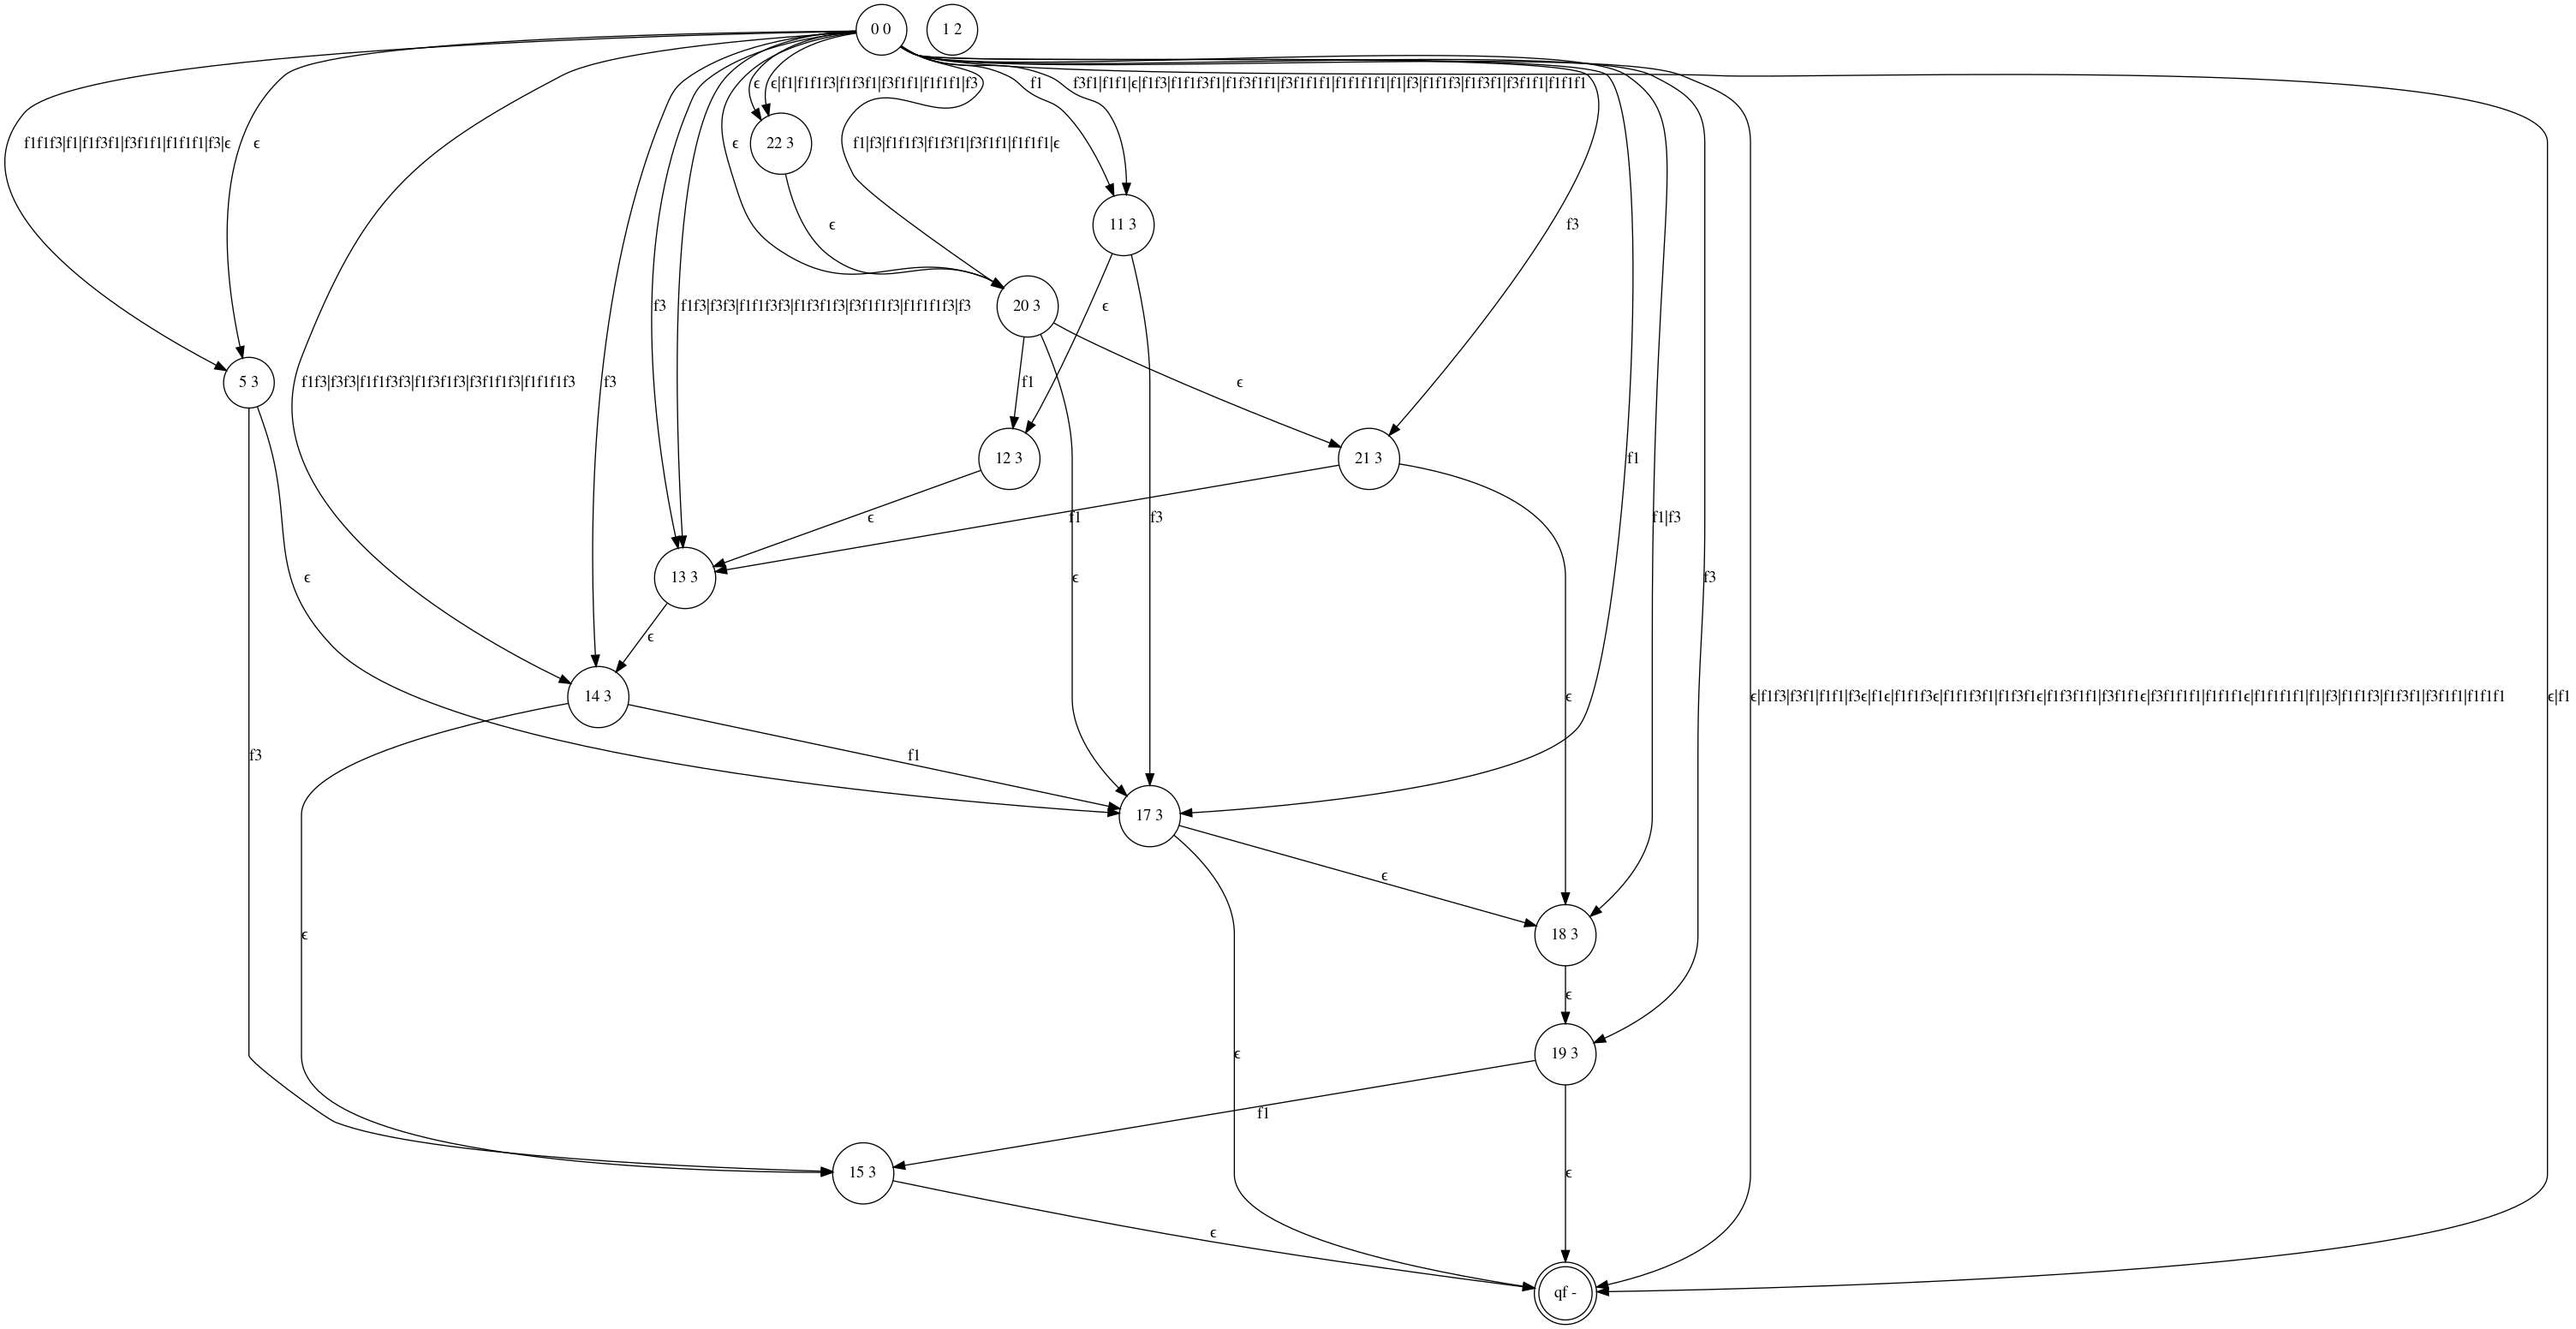 0 0
1 2
ϵ
ϵ|f1|f1f1f3|f1f3f1|f3f1f1|f1f1f1|f3
f1
f3f1|f1f1|ϵ|f1f3|f1f1f3f1|f1f3f1f1|f3f1f1f1|f1f1f1f1|f1|f3|f1f1f3|f1f3f1|f3f1f1|f1f1f1
f1f1f3|f1|f1f3f1|f3f1f1|f1f1f1|f3|ϵ
ϵ
ϵ
22 3
f1|f3|f1f1f3|f1f3f1|f3f1f1|f1f1f1|ϵ
ϵ
11 3
f3
f3
f1f3|f3f3|f1f1f3f3|f1f3f1f3|f3f1f1f3|f1f1f1f3|f3
20 3
ϵ
5 3
f1f3|f3f3|f1f1f3f3|f1f3f1f3|f3f1f1f3|f1f1f1f3
f3
f1
ϵ
12 3
21 3
f1
ϵ
f1
f3
f1|f3
ϵ
13 3
ϵ
f3
ϵ
14 3
ϵ
ϵ|f1f3|f3f1|f1f1|f3ϵ|f1ϵ|f1f1f3ϵ|f1f1f3f1|f1f3f1ϵ|f1f3f1f1|f3f1f1ϵ|f3f1f1f1|f1f1f1ϵ|f1f1f1f1|f1|f3|f1f1f3|f1f3f1|f3f1f1|f1f1f1
ϵ|f1
f3
f1
17 3
ϵ
ϵ
18 3
ϵ
ϵ
19 3
f1
15 3
ϵ
ϵ
qf -